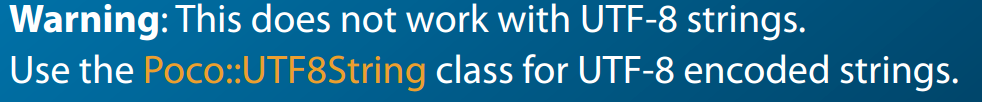 Warning: This does not work with UTF-8 strings.
Use the Poco::UTF8String class for UTF-8 encoded strings.